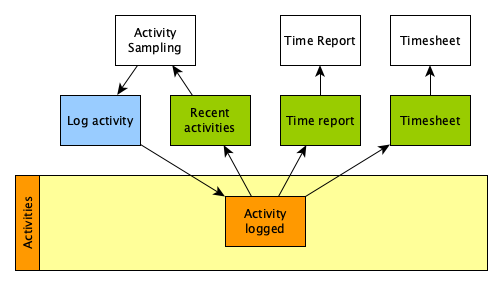 Activity
Sampling
Time Report
Timesheet
Log activity
Recent
activities
Time report
Timesheet
Activities
Activity
logged